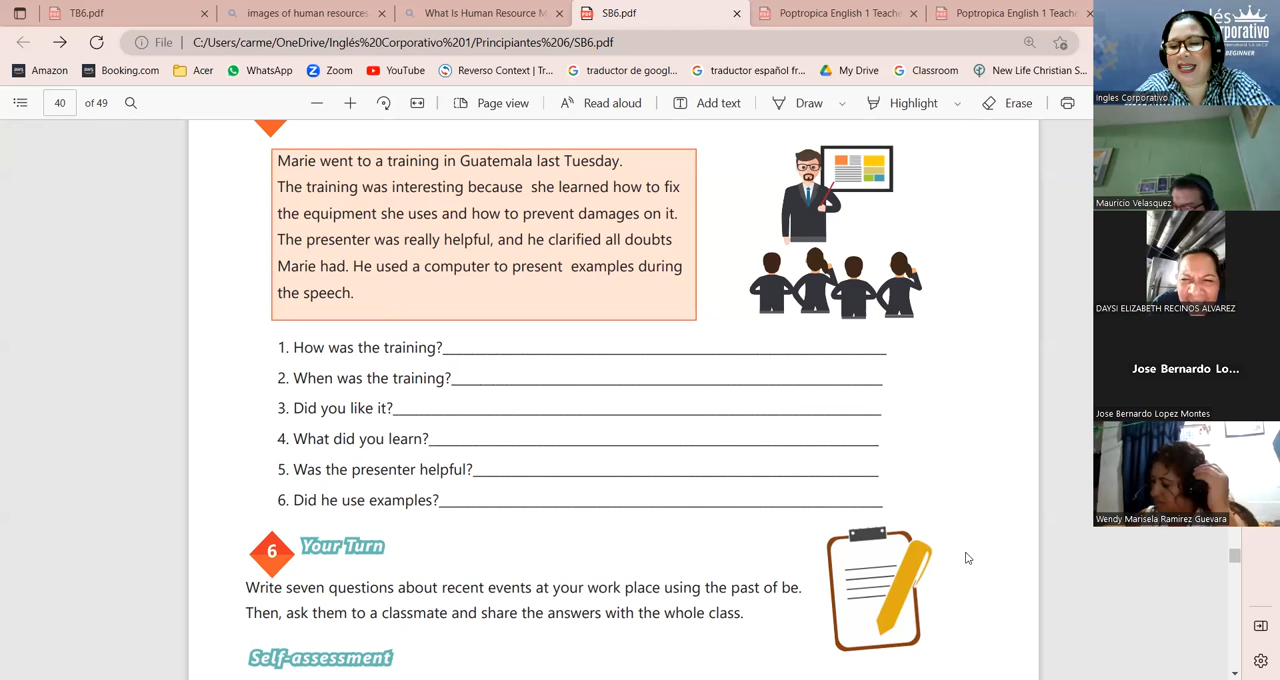 TB6.pdf
images of human resources
What Is Human Resource M
SB6.pdf
Poptropica English 1 Teache
Poptropica English 1 Teache
File
C:/Users/carme/OneDrive/Inglés%20Corporativo%201/Principiantes%206/SB6.pdf
Amazon
Booking.com
Acer
WhatsApp
Zoom
YouTube
Reverso Context | Tr...
traductor de googl...
traductor español fr...
My Drive
Classroom
New Life Christian S...
40 of 49
Page view
Read aloud
Add text
Draw
Highlight
Erase
Marie went to a training in Guatemala last Tuesday.
The training was interesting because she learned how to fix
the equipment she uses and how to prevent damages on it.
The presenter was really helpful, and he clarified all doubts
Marie had. He used a computer to present examples during
the speech.
1. How was the training?
2. When was the training?
3. Did you like it?
4. What did you learn?
5. Was the presenter helpful?
6. Did he use examples?
6 Your Turn
Write seven questions about recent events at your work place using the past of be.
Then, ask them to a classmate and share the answers with the whole class.
Self-assessment
BEGINNER
Ingles Corporativo
Mauricio Velasquez
DAYSI ELIZABETH RECINOS ALVAREZ
Jose Bernardo Lo...
Jose Bernardo Lopez Montes
Wendy Marisela Ramirez Guevara